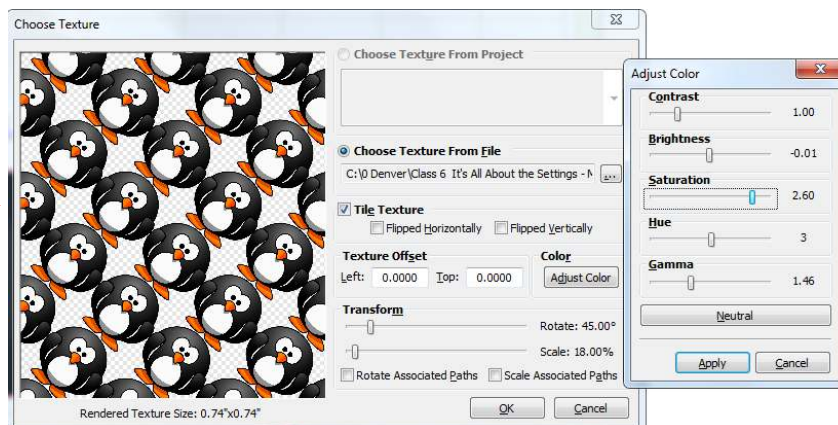 Choose Texture
Choose Texture From Project
Choose Texture From File
C:\0 Denver\Class 6 It's All About the Settings - N
...
Tile Texture
Flipped Horizontally Flipped Vertically
Texture Offset Color
Left: 0.0000 Top: 0.0000 Adjust Color
Transform
Rotate: 45.00°
Scale: 18.00%
Rotate Associated Paths Scale Associated Paths
Rendered Texture Size: 0.74"x0.74" OK Cancel
Adjust Color
Contrast
1.00
Brightness
-0.01
Saturation
2.60
Hue
3
Gamma
1.46
Neutral
Apply Cancel